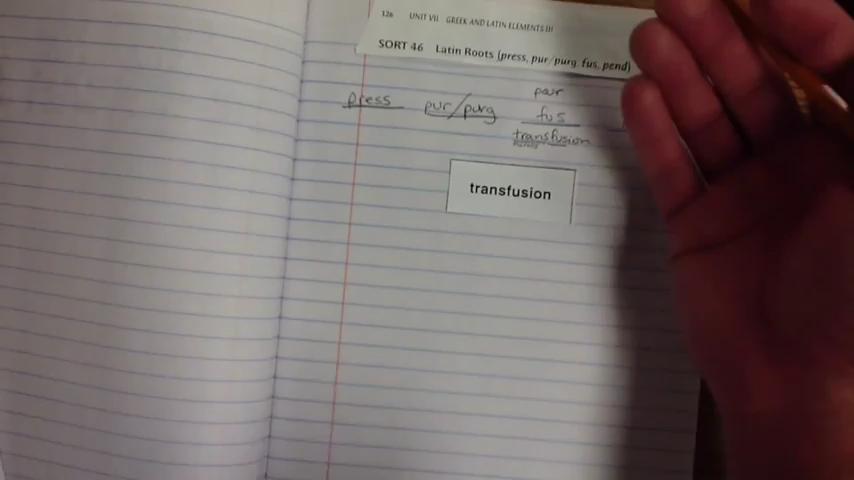 126 UNIT VII GREEK AND LATIN ELEMENTS III
SORT 46 Latin Roots (press, pur/purg, fus, pend)
pour
press pur/purg fus
transfusion
transfusion